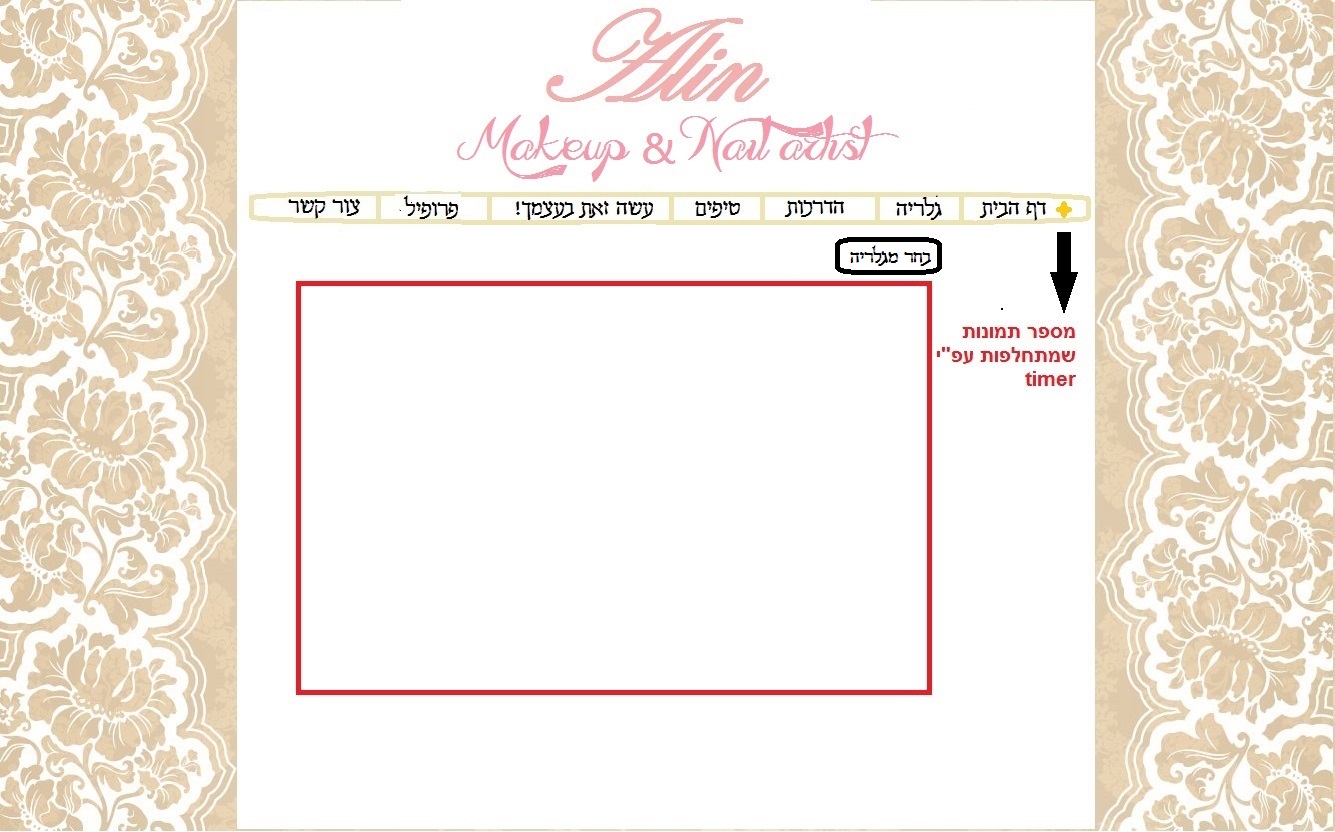 Alin
Makeup & Nail artist
דף הבית גלריה הדרכות טיפים עשה זאת בעצמך! פרופיל צור קשר
בחר מגלריה
מספר תמונות
שמתחלפות עפ"י
timer